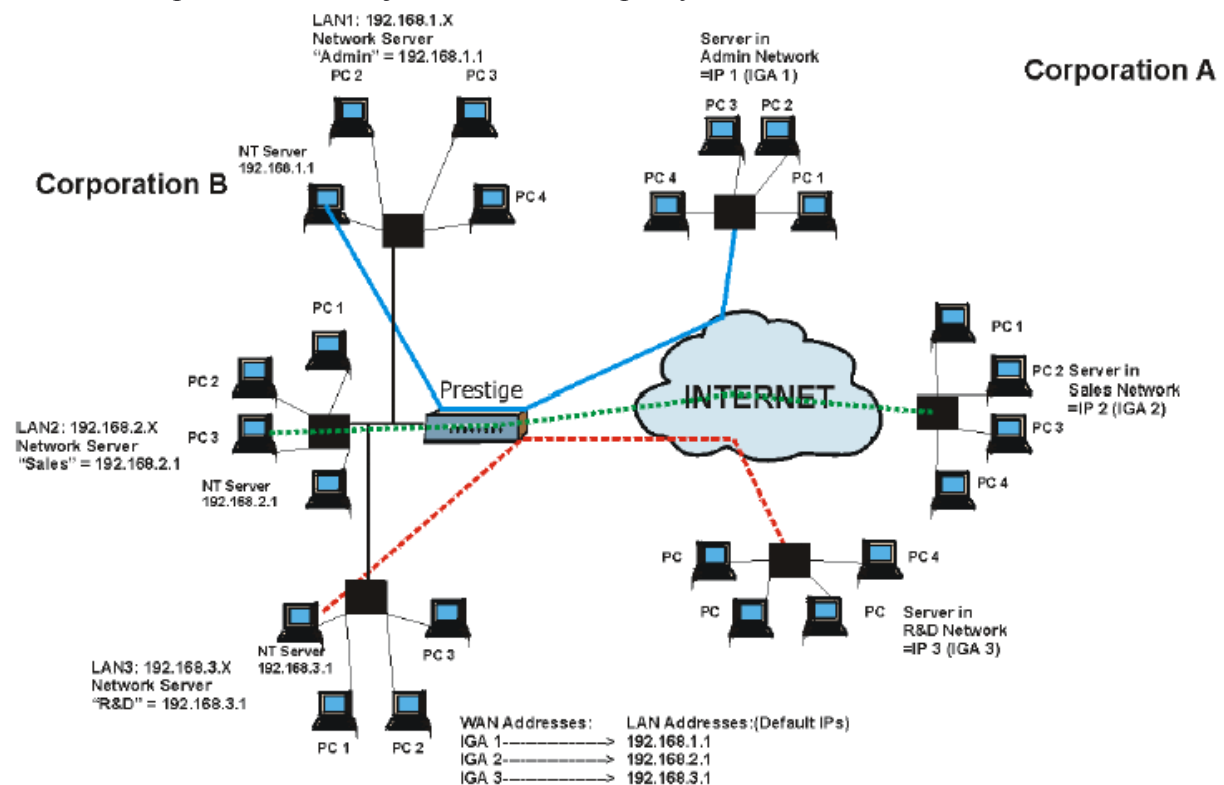 LAN1: 192.168.1.X
Network Server
“Admin” = 192.168.1.1
PC 2
PC 3
NT Server
192.168.1.1
PC 4
Corporation B
Server in
Admin Network
=IP 1 (IGA 1)
PC 3
PC 2
PC 4
PC 1
Corporation A
PC 1
PC 2
LAN2: 192.168.2.X
Network Server
“Sales” = 192.168.2.1
PC 3
NT Server
192.168.2.1
Prestige
INTERNET
PC 1
PC 2
Server in
Sales Network
=IP 2 (IGA 2)
PC 3
PC 4
LAN3: 192.168.3.X
Network Server
“R&D” = 192.168.3.1
NT Server
192.168.3.1
PC 3
PC 1
PC 2
PC
PC 4
PC
PC
Server in
R&D Network
=IP 3 (IGA 3)
WAN Addresses: LAN Addresses:(Default IPs)
IGA 1--------------------> 192.168.1.1
IGA 2--------------------> 192.168.2.1
IGA 3--------------------> 192.168.3.1